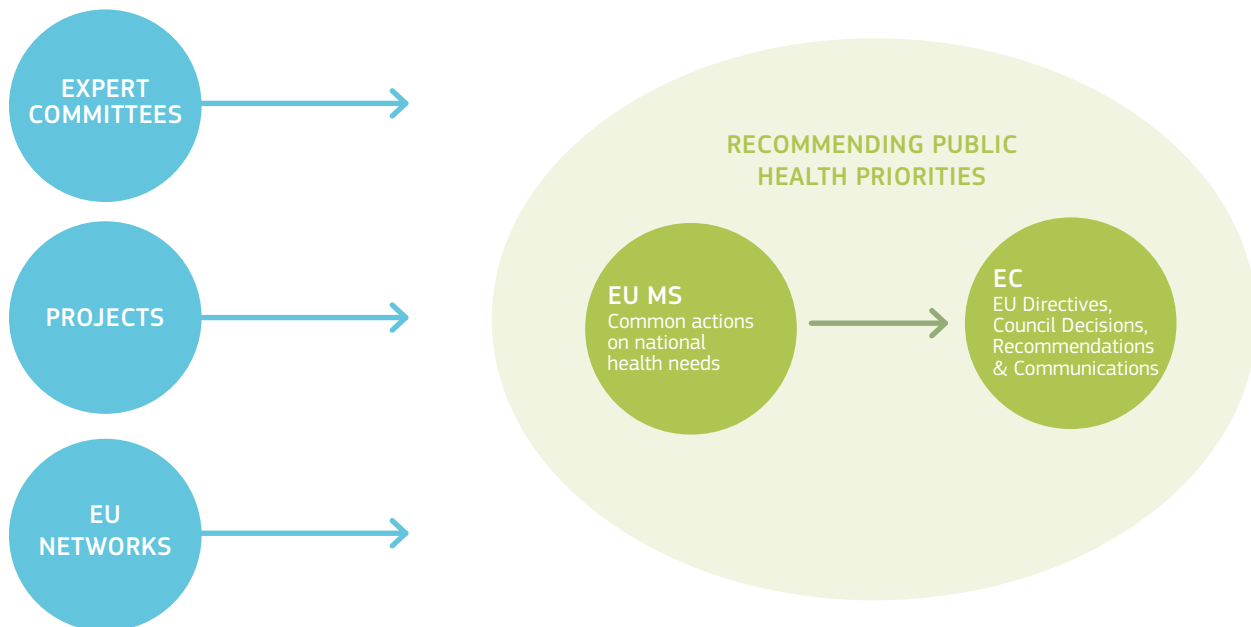 EXPERT
COMMITTEES
PROJECTS
EU
NETWORKS
RECOMMENDING PUBLIC
HEALTH PRIORITIES
EU MS
Common actions
on national
health needs
EC
EU Directives,
Council Decisions,
Recommendations
& Communications